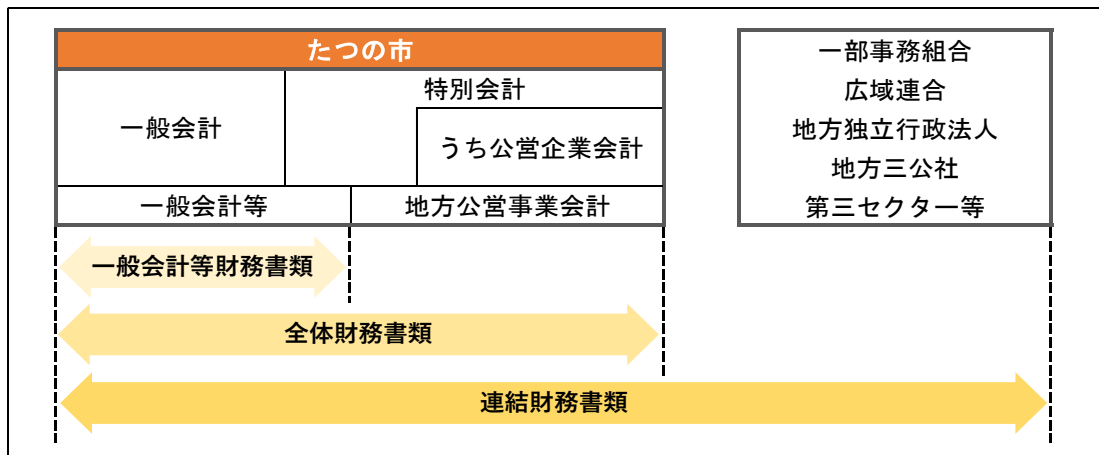 たつの市
一般会計
特別会計
うち公営企業会計
一般会計等
地方公営事業会計
一部事務組合
広域連合
地方独立行政法人
地方三公社
第三セクター等
一般会計等財務書類
全体財務書類
連結財務書類